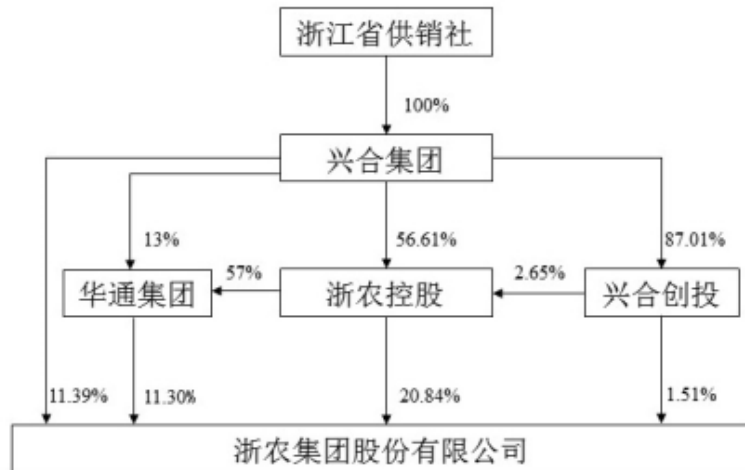 浙江省供销社
100%
兴合集团
13%
56.61%
87.01%
华通集团
57%
浙农控股
2.65%
兴合创投
11.39%
11.30%
20.84%
1.51%
浙农集团股份有限公司